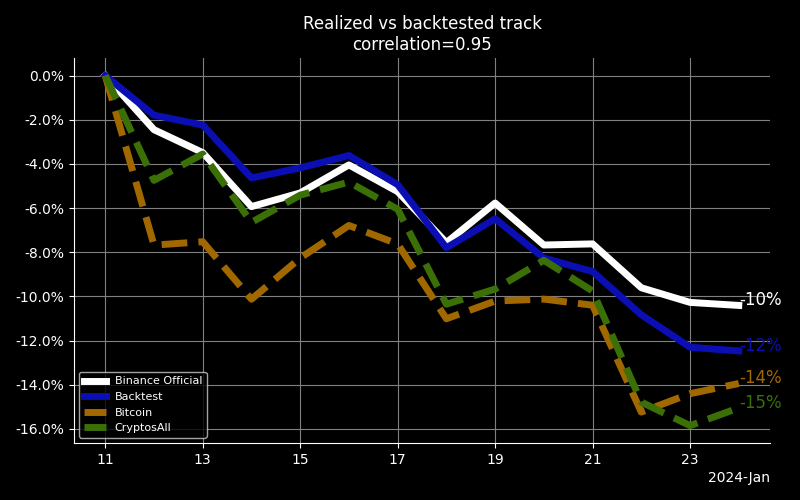 Realized vs backtested track
correlation=0.95
0.0%
-2.0%
-4.0%
-6.0%
-8.0%
-10.0%
-12.0%
-14.0%
-16.0%
-10%
-12%
-14%
-15%
Binance Official
Backtest
Bitcoin
CryptosAll
11 13 15 17 19 21 23
2024-Jan